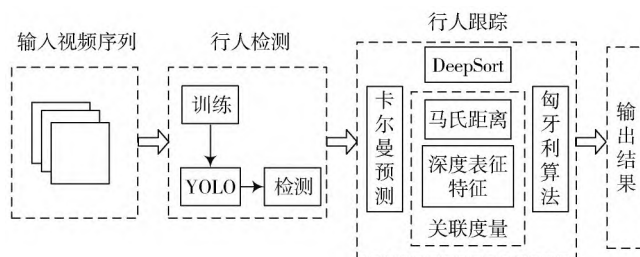 输入视频序列
行人检测
训练
YOLO
检测
行人跟踪
DeepSort
卡尔曼预测
马氏距离
深度表征
特征
关联度量
匈牙利算法
输出结果